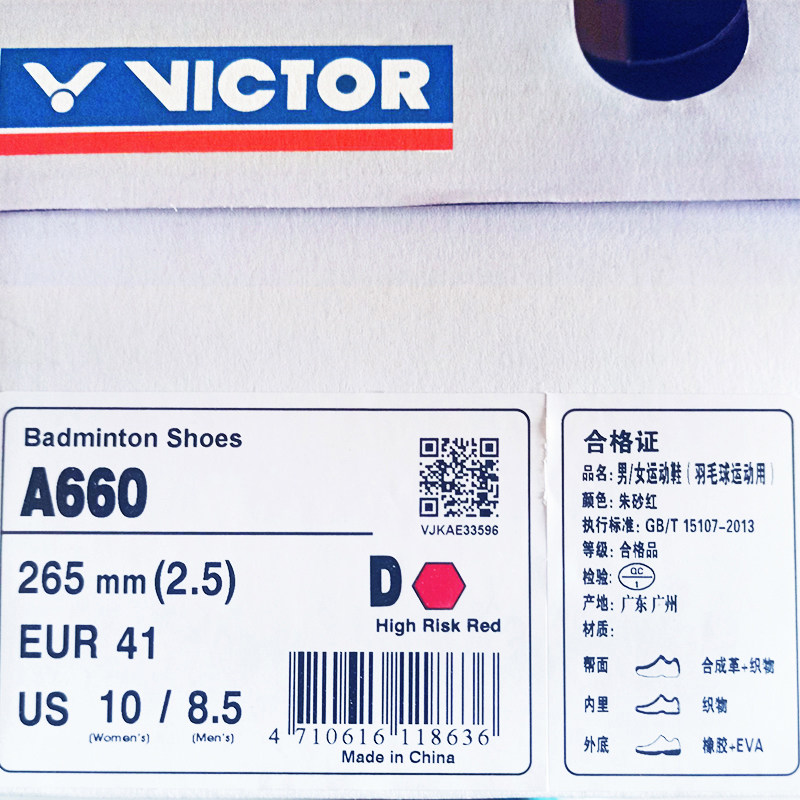 VICTOR
Badminton Shoes
A660
VJKAE33596
265 mm (2.5)
D
High Risk Red
EUR 41
US 10 / 8.5
(Women's) (Men's)
4 710616 118636
Made in China
合格证
品名: 男/女运动鞋 (羽毛球运动用)
颜色: 朱砂红
执行标准: GB/T 15107-2013
等级: 合格品
检验: QC 1
产地: 广东 广州
材质:
帮面 合成革+织物
内里 织物
外底 橡胶+EVA